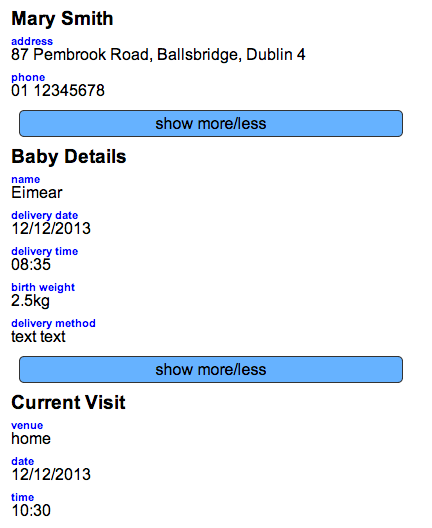 Mary Smith
address
87 Pembrook Road, Ballsbridge, Dublin 4
phone
01 12345678
show more/less
Baby Details
name
Eimear
delivery date
12/12/2013
delivery time
08:35
birth weight
2.5kg
delivery method
text text
show more/less
Current Visit
venue
home
date
12/12/2013
time
10:30